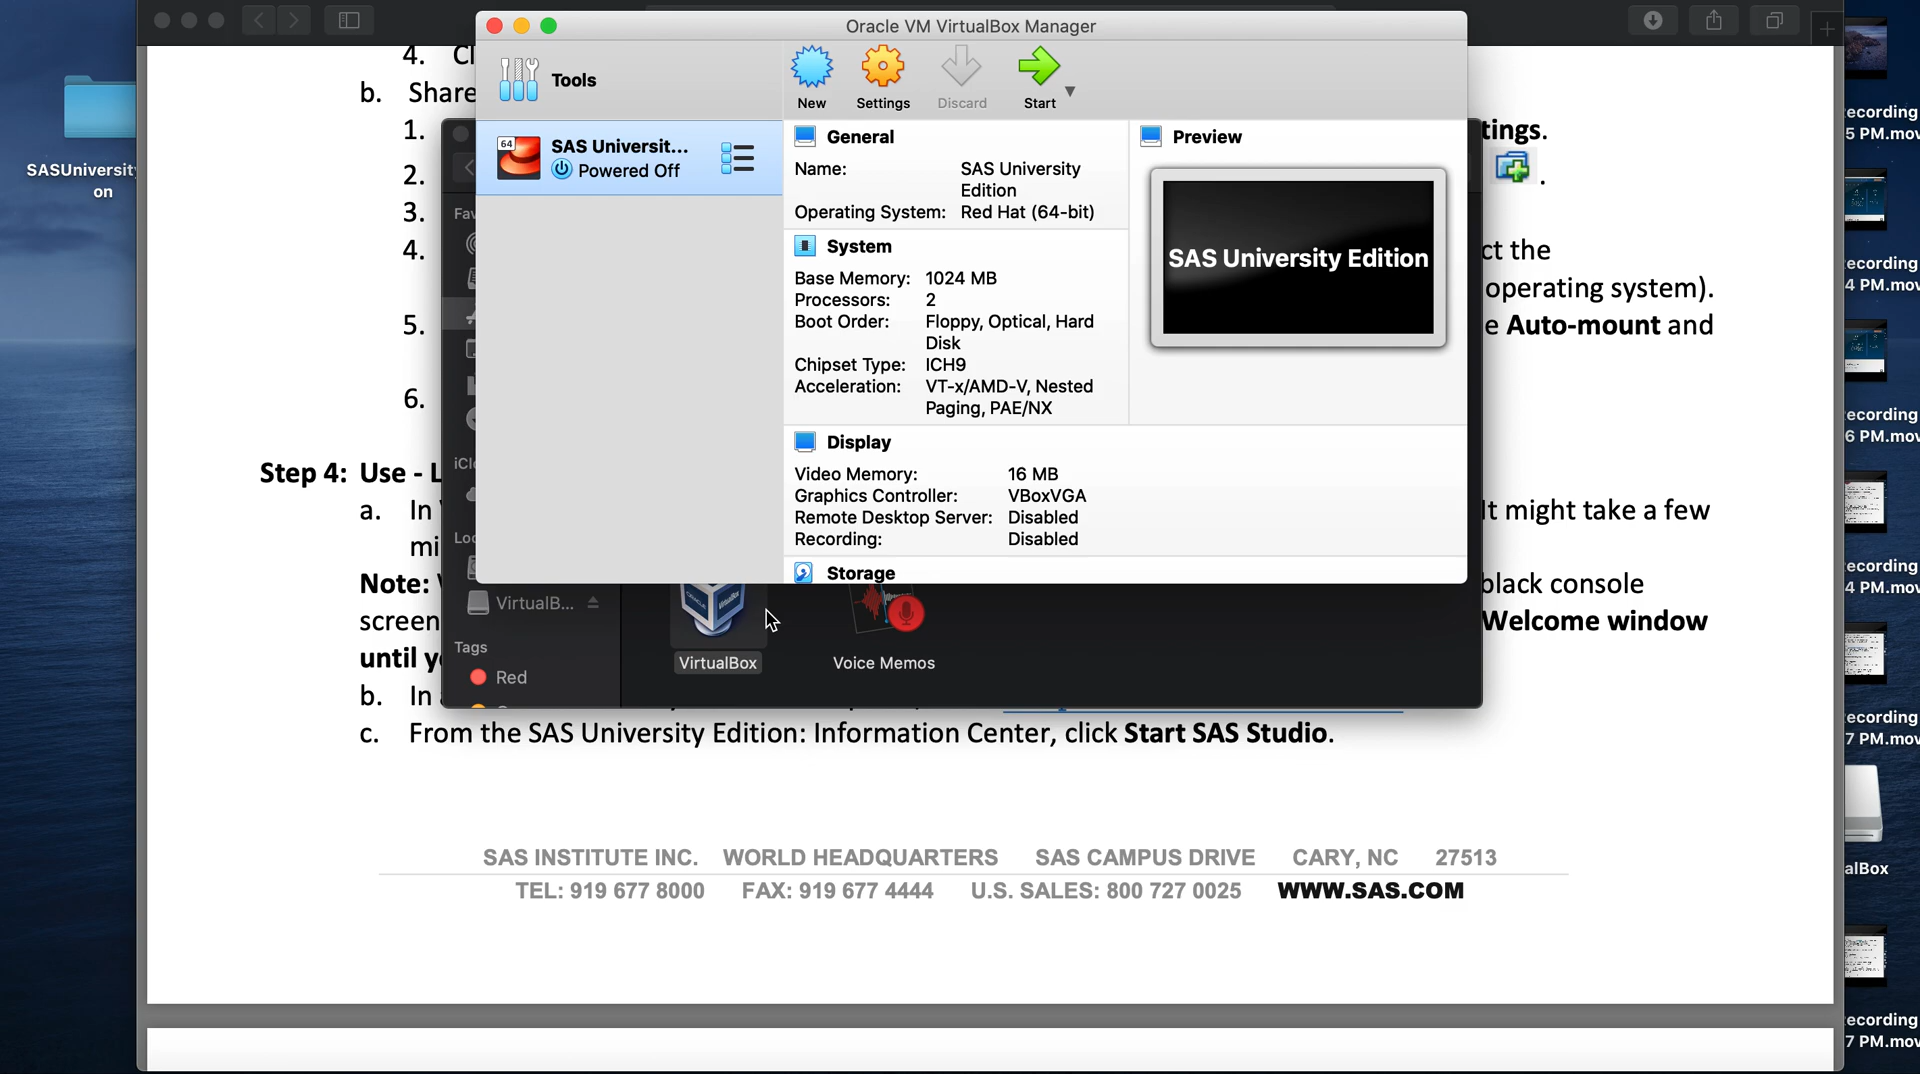 Oracle VM VirtualBox Manager
Tools
New
Settings
Discard
Start
64
SAS Universit...
Powered Off
General
Name: SAS University
Edition
Operating System: Red Hat (64-bit)
System
Base Memory: 1024 MB
Processors: 2
Boot Order: Floppy, Optical, Hard
Disk
Chipset Type: ICH9
Acceleration: VT-x/AMD-V, Nested
Paging, PAE/NX
Preview
SAS University Edition
Display
Video Memory: 16 MB
Graphics Controller: VBoxVGA
Remote Desktop Server: Disabled
Recording: Disabled
Storage
SASUniversity
on
4. Cl
b. Share
1. tings.
2. .
3.
4. ct the
operating system).
5. e Auto-mount and
6.
Step 4: Use - L
a. In It might take a few
mi
Note: black console
screen Welcome window
until y
b. In
c. From the SAS University Edition: Information Center, click Start SAS Studio.
Fav
iClo
Loc
VirtualB...
Tags
Red
VirtualBox
Voice Memos
SAS INSTITUTE INC. WORLD HEADQUARTERS SAS CAMPUS DRIVE CARY, NC 27513
TEL: 919 677 8000 FAX: 919 677 4444 U.S. SALES: 800 727 0025 WWW.SAS.COM
ecording
5 PM.mov
ecording
4 PM.mov
ecording
6 PM.mov
ecording
4 PM.mov
ecording
7 PM.mov
alBox
ecording
7 PM.mov